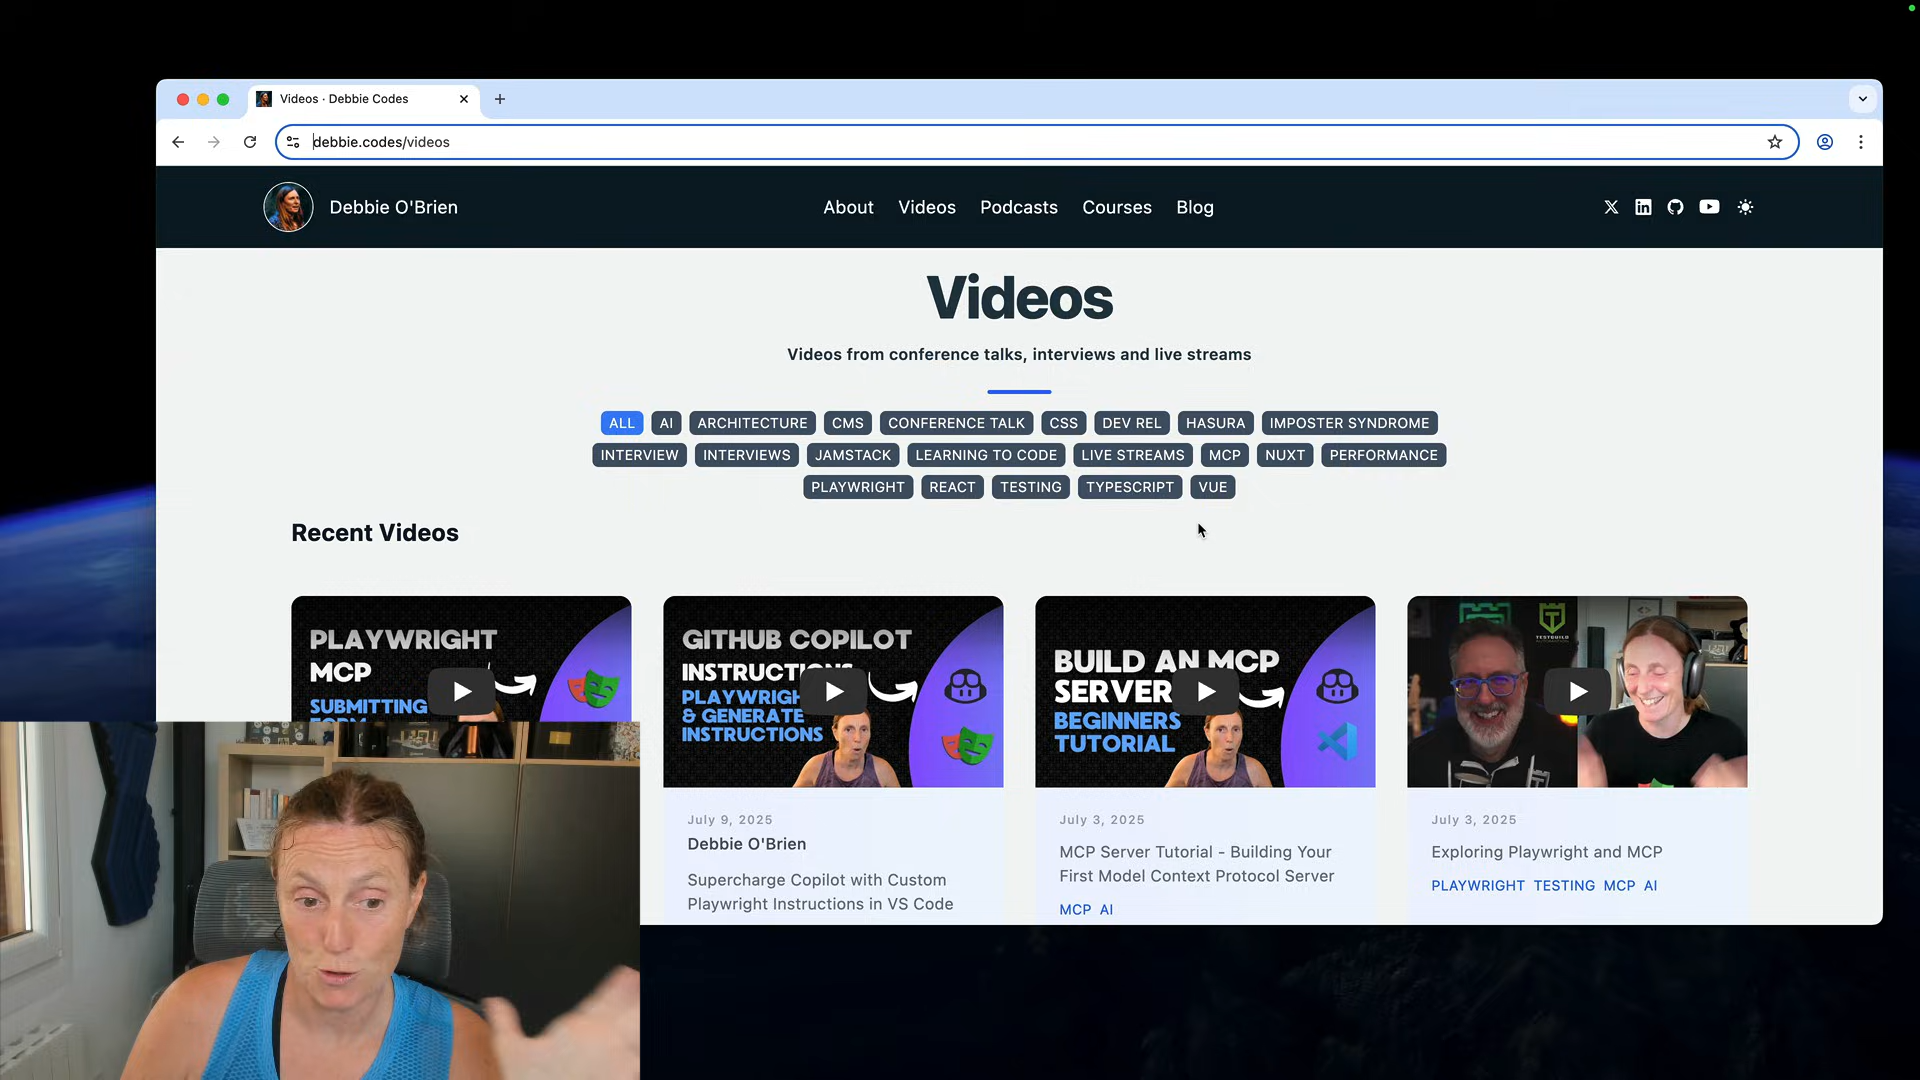 Videos · Debbie Codes
debbie.codes/videos
Debbie O'Brien
About Videos Podcasts Courses Blog
Videos
Videos from conference talks, interviews and live streams
ALL AI ARCHITECTURE CMS CONFERENCE TALK CSS DEV REL HASURA IMPOSTER SYNDROME
INTERVIEW INTERVIEWS JAMSTACK LEARNING TO CODE LIVE STREAMS MCP NUXT PERFORMANCE
PLAYWRIGHT REACT TESTING TYPESCRIPT VUE
Recent Videos
PLAYWRIGHT
MCP
SUBMITTING
GITHUB COPILOT
INSTRUCTIONS
PLAYWRIGHT
& GENERATE
INSTRUCTIONS
BUILD AN MCP
SERVER
BEGINNERS
TUTORIAL
July 9, 2025
Debbie O'Brien
Supercharge Copilot with Custom
Playwright Instructions in VS Code
July 3, 2025
MCP Server Tutorial - Building Your
First Model Context Protocol Server
MCP AI
July 3, 2025
Exploring Playwright and MCP
PLAYWRIGHT TESTING MCP AI